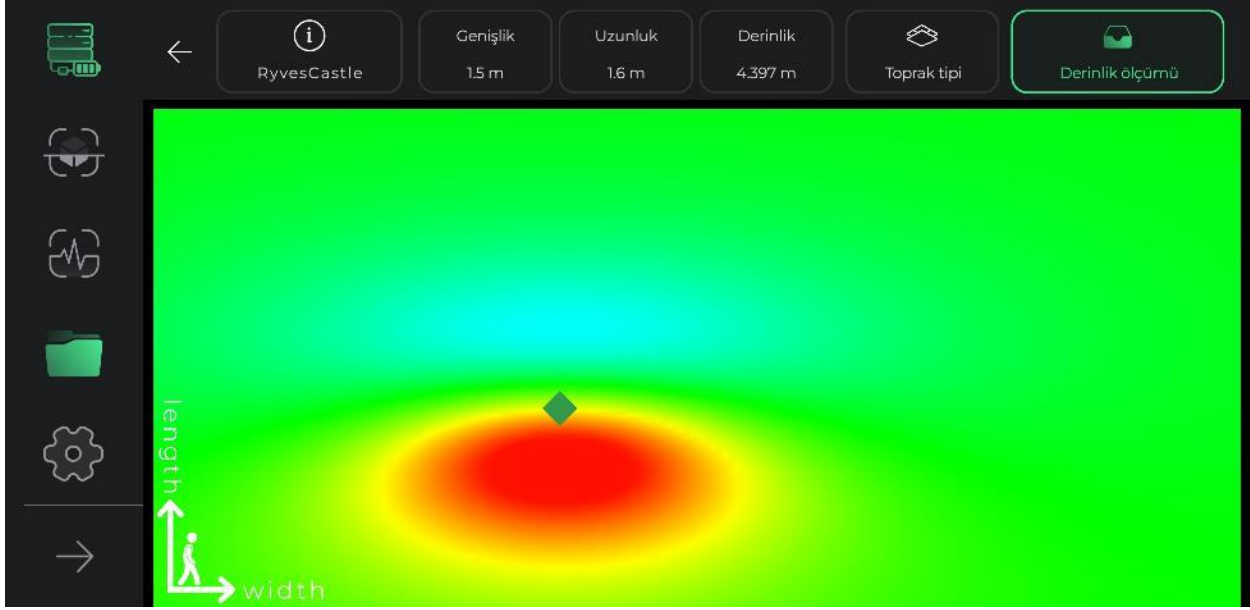 Genişlik
Uzunluk
Derinlik
RyvesCastle
1.5 m
1.6 m
4.397 m
Toprak tipi
Derinlik ölçümü
length
width